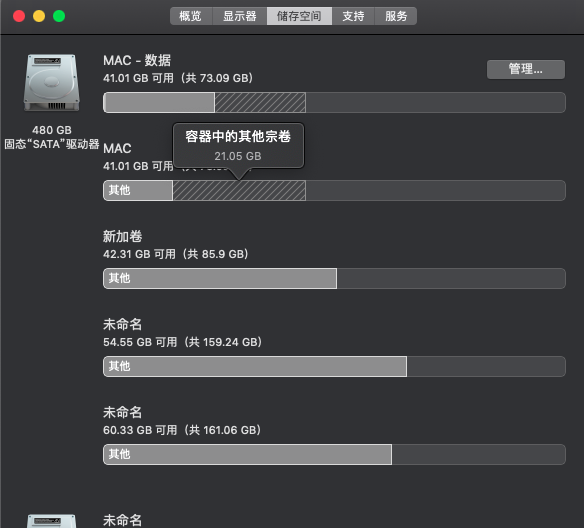 概览 显示器 储存空间 支持 服务
MAC - 数据
41.01 GB 可用（共 73.09 GB）
管理...
480 GB
固态“SATA”驱动器
容器中的其他宗卷
21.05 GB
MAC
41.01 GB 可用（共
其他
新加卷
42.31 GB 可用（共 85.9 GB）
其他
未命名
54.55 GB 可用（共 159.24 GB）
其他
未命名
60.33 GB 可用（共 161.06 GB）
其他
未命名